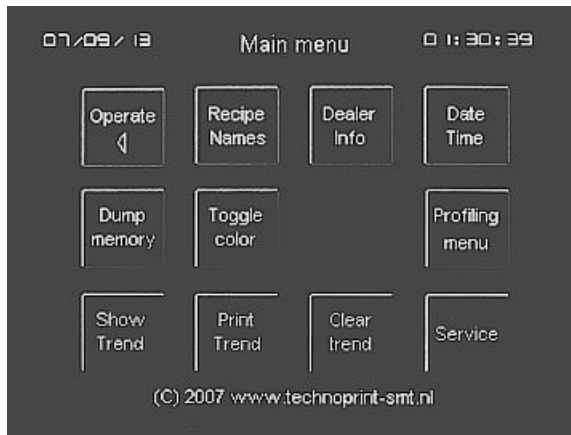 07/09/13 Main menu 01:30:39
Operate Recipe Names Dealer Info Date Time
Dump memory Toggle color Profiling menu
Show Trend Print Trend Clear trend Service
(C) 2007 www.technoprint-smt.nl